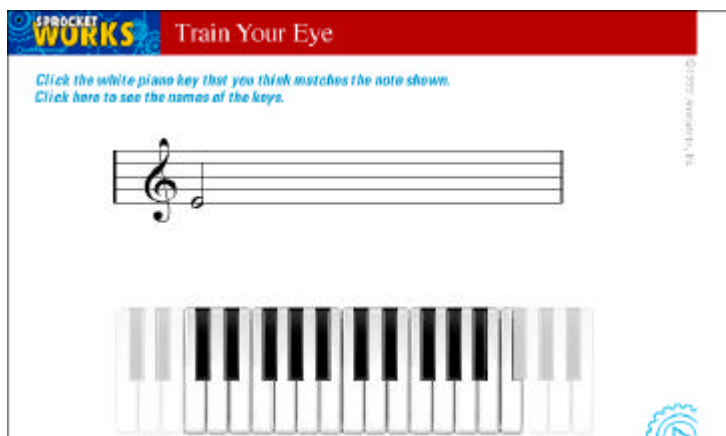 SPROCKET
WORKS
Train Your Eye
Click the white piano key that you think matches the note shown.
Click here to see the names of the keys.